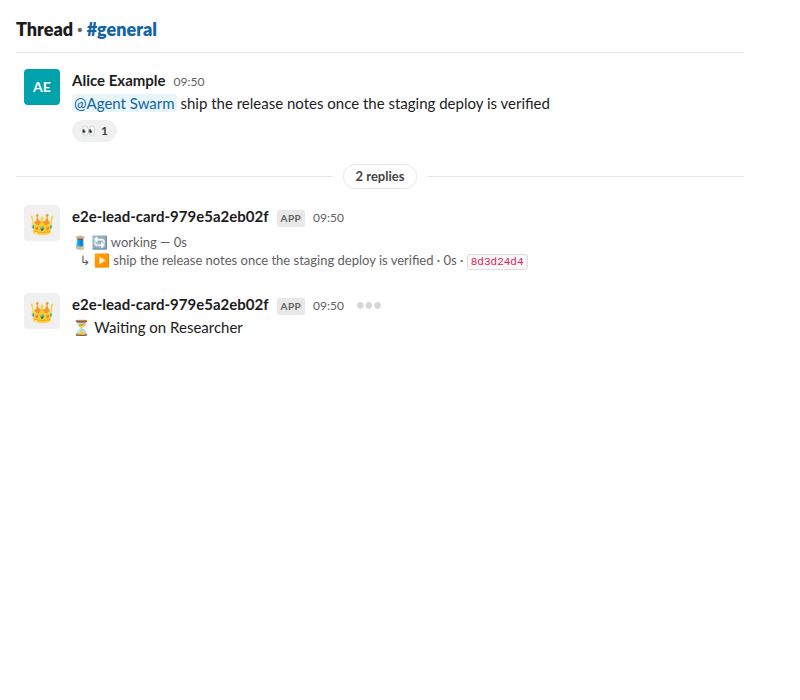 Thread • #general
AE
Alice Example 09:50
@Agent Swarm ship the release notes once the staging deploy is verified
👀 1
2 replies
e2e-lead-card-979e5a2eb02f APP 09:50
🧵 🔄 working — 0s
↳ ▶️ ship the release notes once the staging deploy is verified · 0s · 8d3d24d4
e2e-lead-card-979e5a2eb02f APP 09:50
⏳ Waiting on Researcher